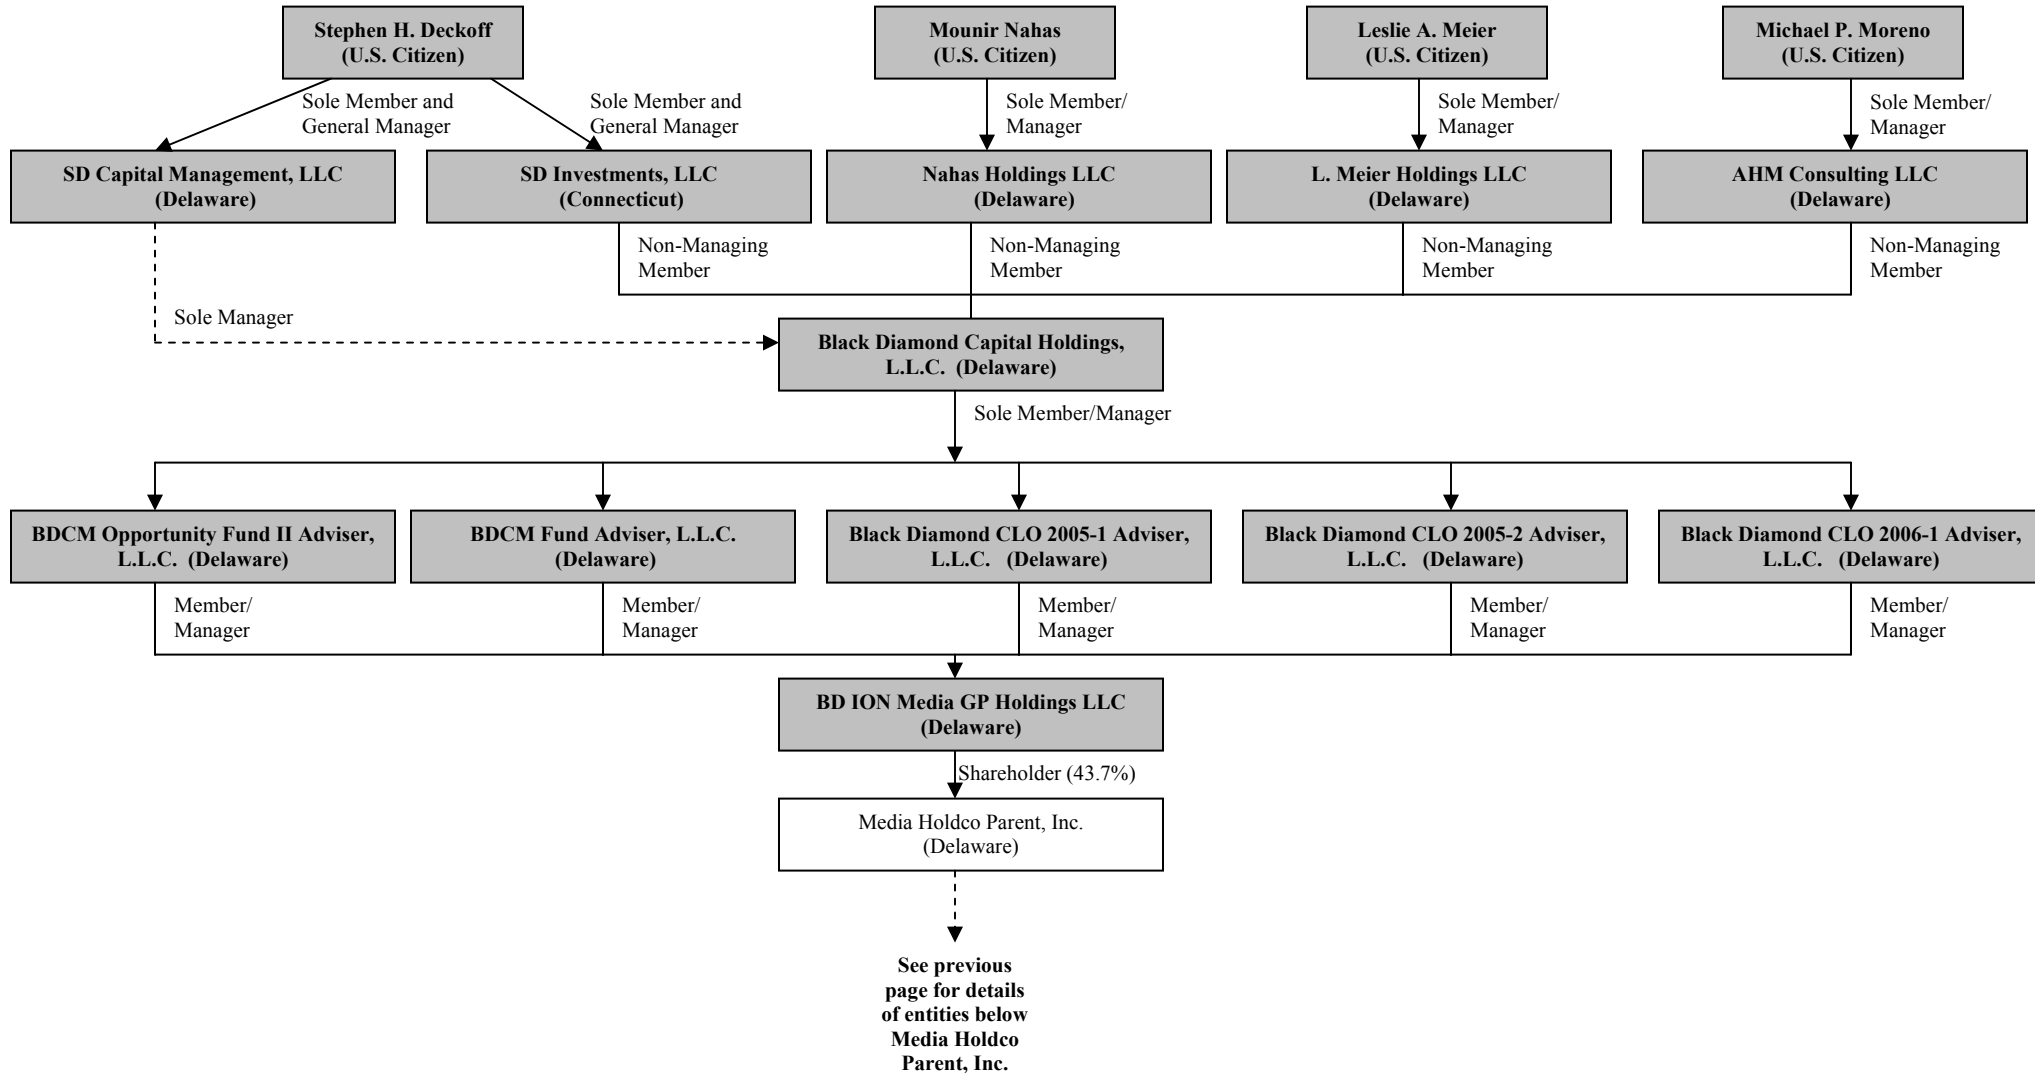 Stephen H. Deckoff
(U.S. Citizen)
Mounir Nahas
(U.S. Citizen)
Leslie A. Meier
(U.S. Citizen)
Michael P. Moreno
(U.S. Citizen)
Sole Member and
General Manager
Sole Member and
General Manager
Sole Member/
Manager
Sole Member/
Manager
Sole Member/
Manager
SD Capital Management, LLC
(Delaware)
SD Investments, LLC
(Connecticut)
Nahas Holdings LLC
(Delaware)
L. Meier Holdings LLC
(Delaware)
AHM Consulting LLC
(Delaware)
Non-Managing
Member
Non-Managing
Member
Non-Managing
Member
Non-Managing
Member
Sole Manager
Black Diamond Capital Holdings,
L.L.C. (Delaware)
Sole Member/Manager
BDCM Opportunity Fund II Adviser,
L.L.C. (Delaware)
BDCM Fund Adviser, L.L.C.
(Delaware)
Black Diamond CLO 2005-1 Adviser,
L.L.C. (Delaware)
Black Diamond CLO 2005-2 Adviser,
L.L.C. (Delaware)
Black Diamond CLO 2006-1 Adviser,
L.L.C. (Delaware)
Member/
Manager
Member/
Manager
Member/
Manager
Member/
Manager
Member/
Manager
BD ION Media GP Holdings LLC
(Delaware)
Shareholder (43.7%)
Media Holdco Parent, Inc.
(Delaware)
See previous
page for details
of entities below
Media Holdco
Parent, Inc.